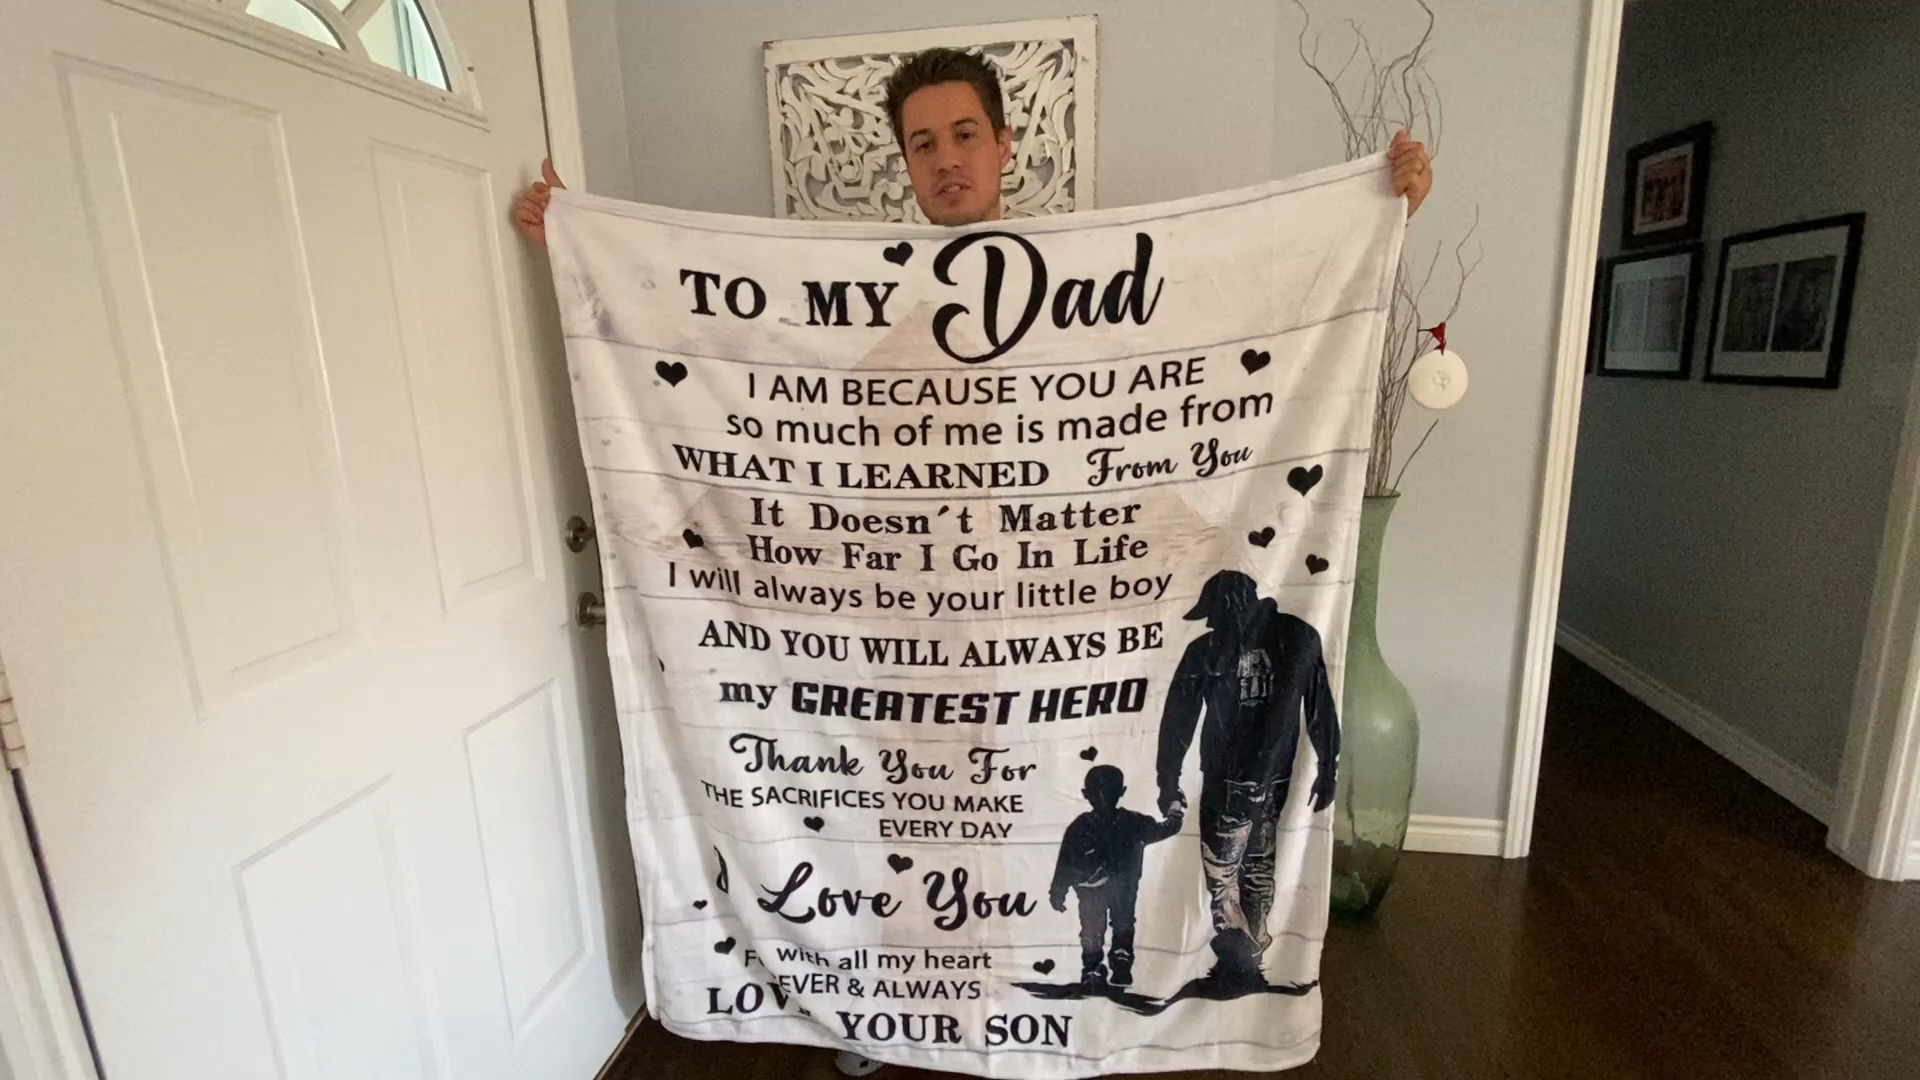 TO MY Dad
I AM BECAUSE YOU ARE
so much of me is made from
WHAT I LEARNED From You
It Doesn´t Matter
How Far I Go In Life
I will always be your little boy
AND YOU WILL ALWAYS BE
my GREATEST HERO
Thank You For
THE SACRIFICES YOU MAKE
EVERY DAY
Love You
with all my heart
EVER & ALWAYS
YOUR SON